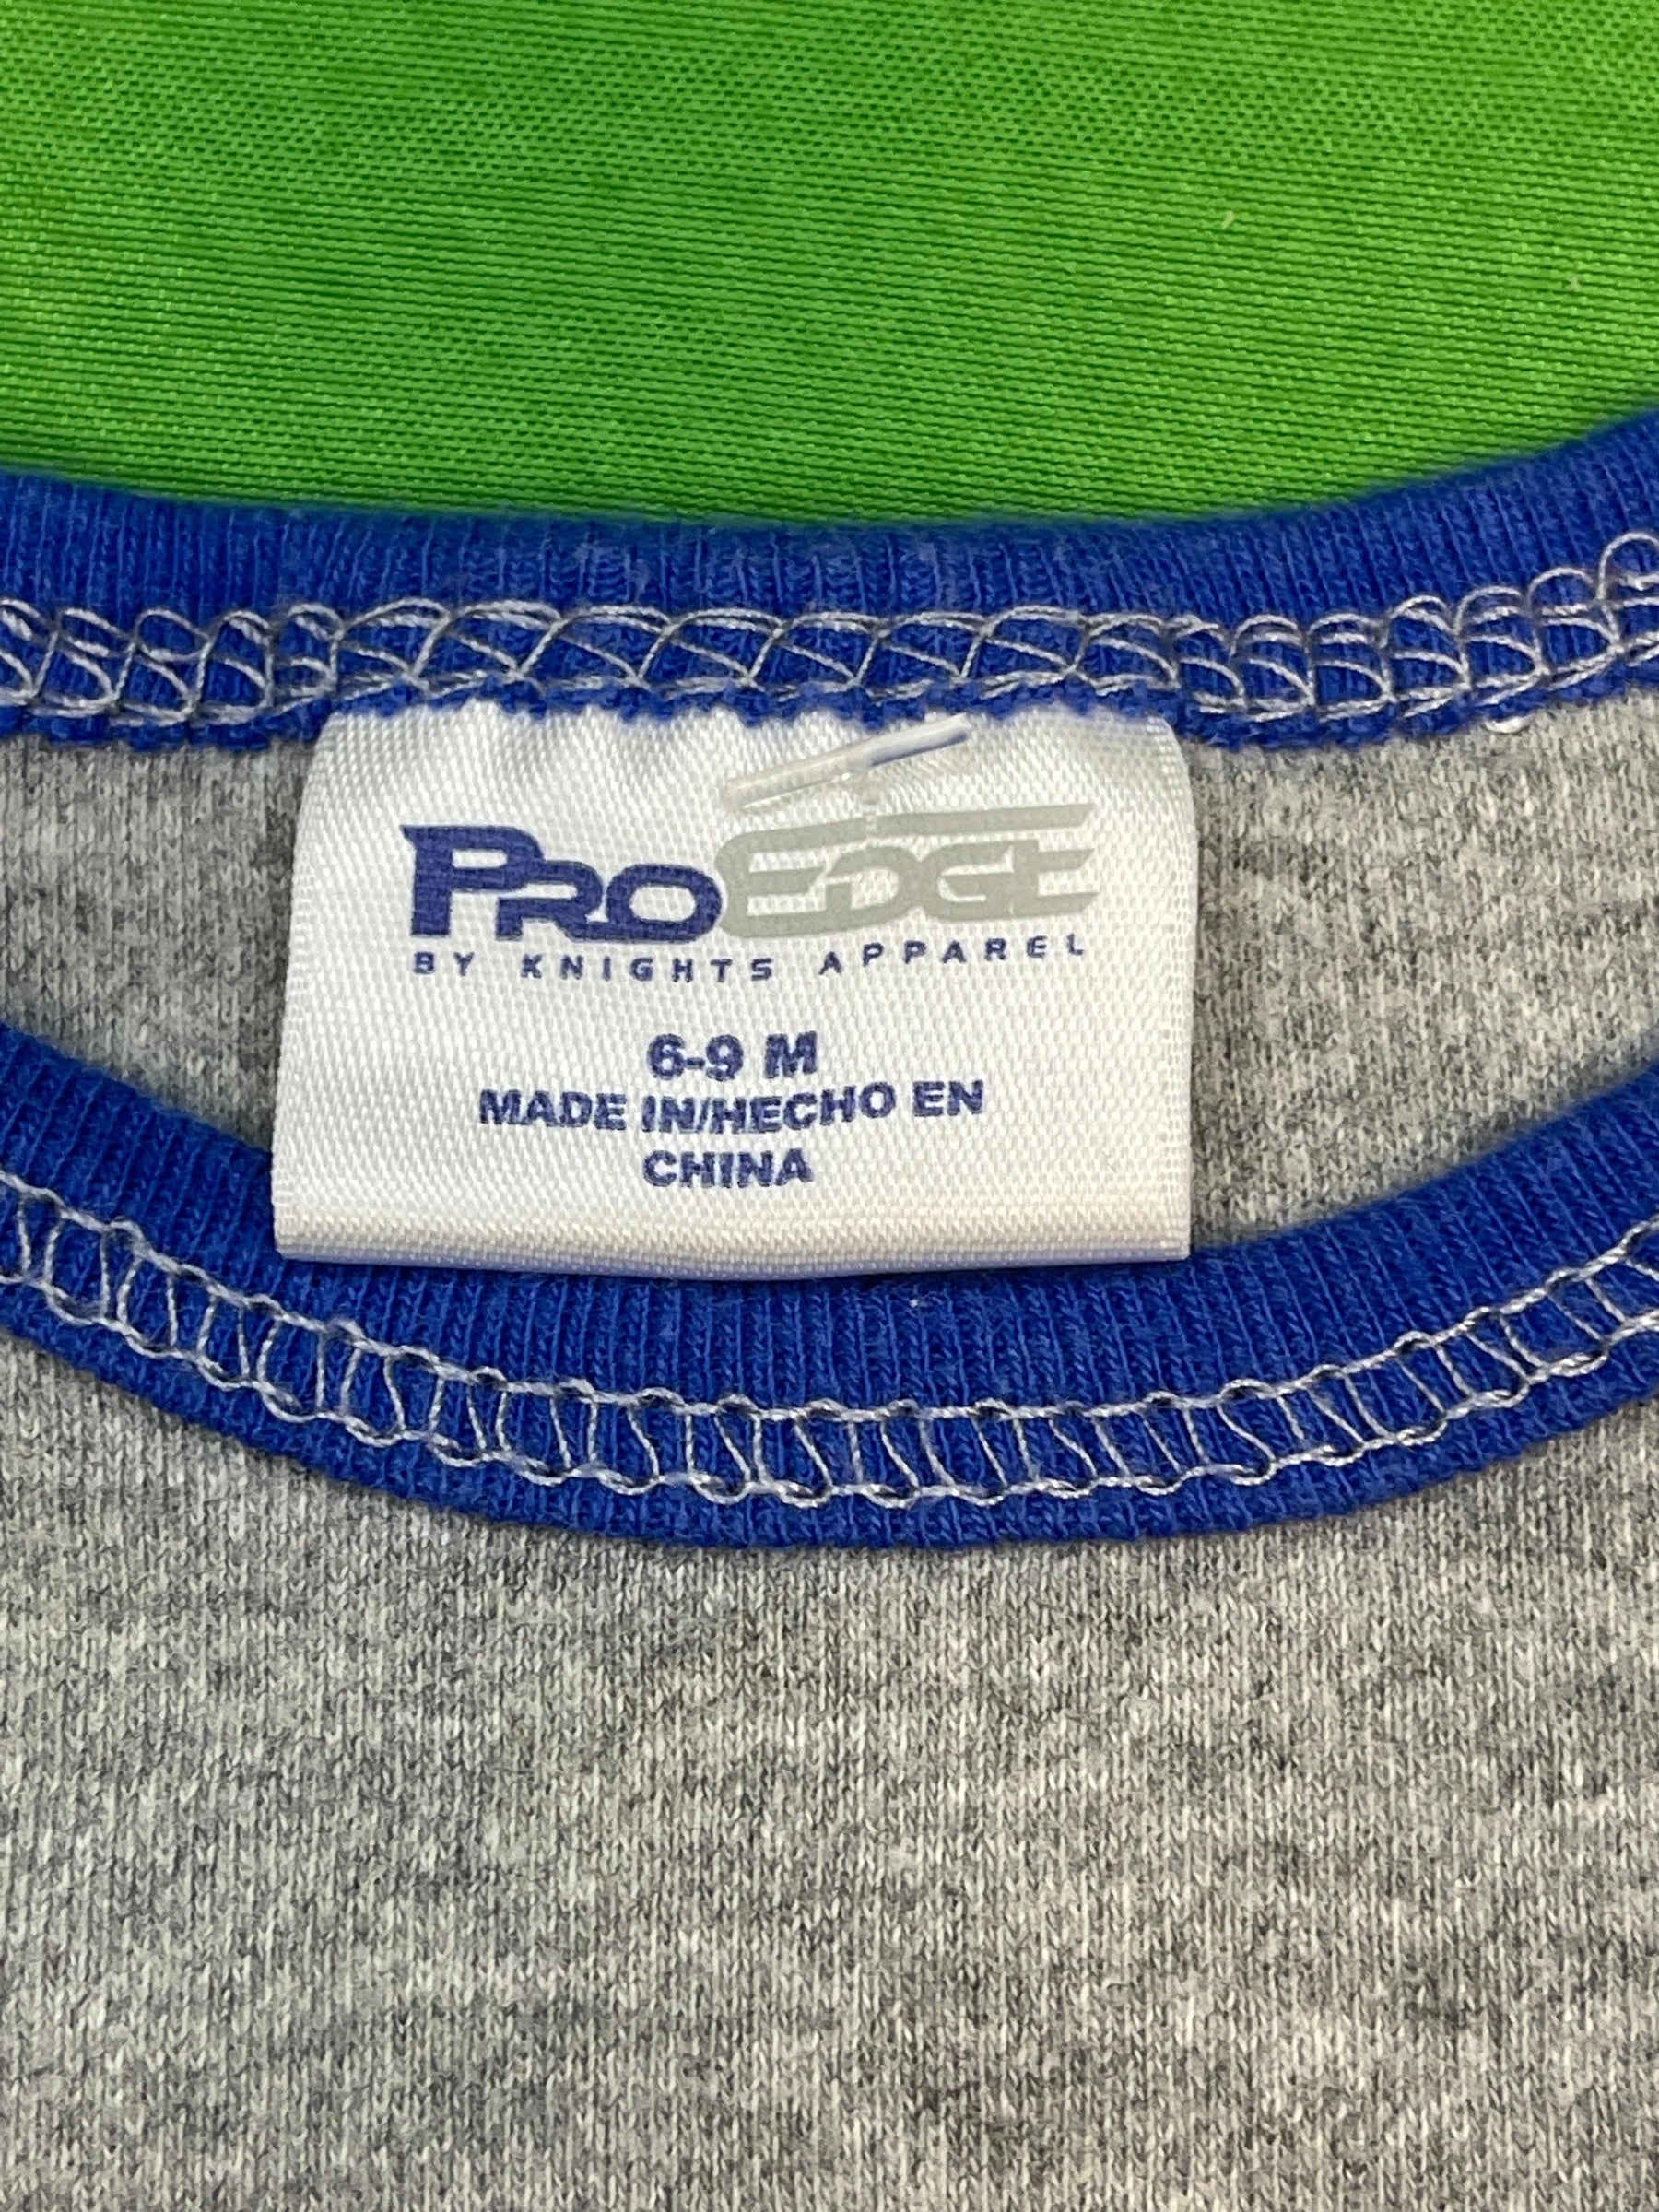 PROEDGE
BY KNIGHTS APPAREL
6-9 M
MADE IN/HECHO EN
CHINA